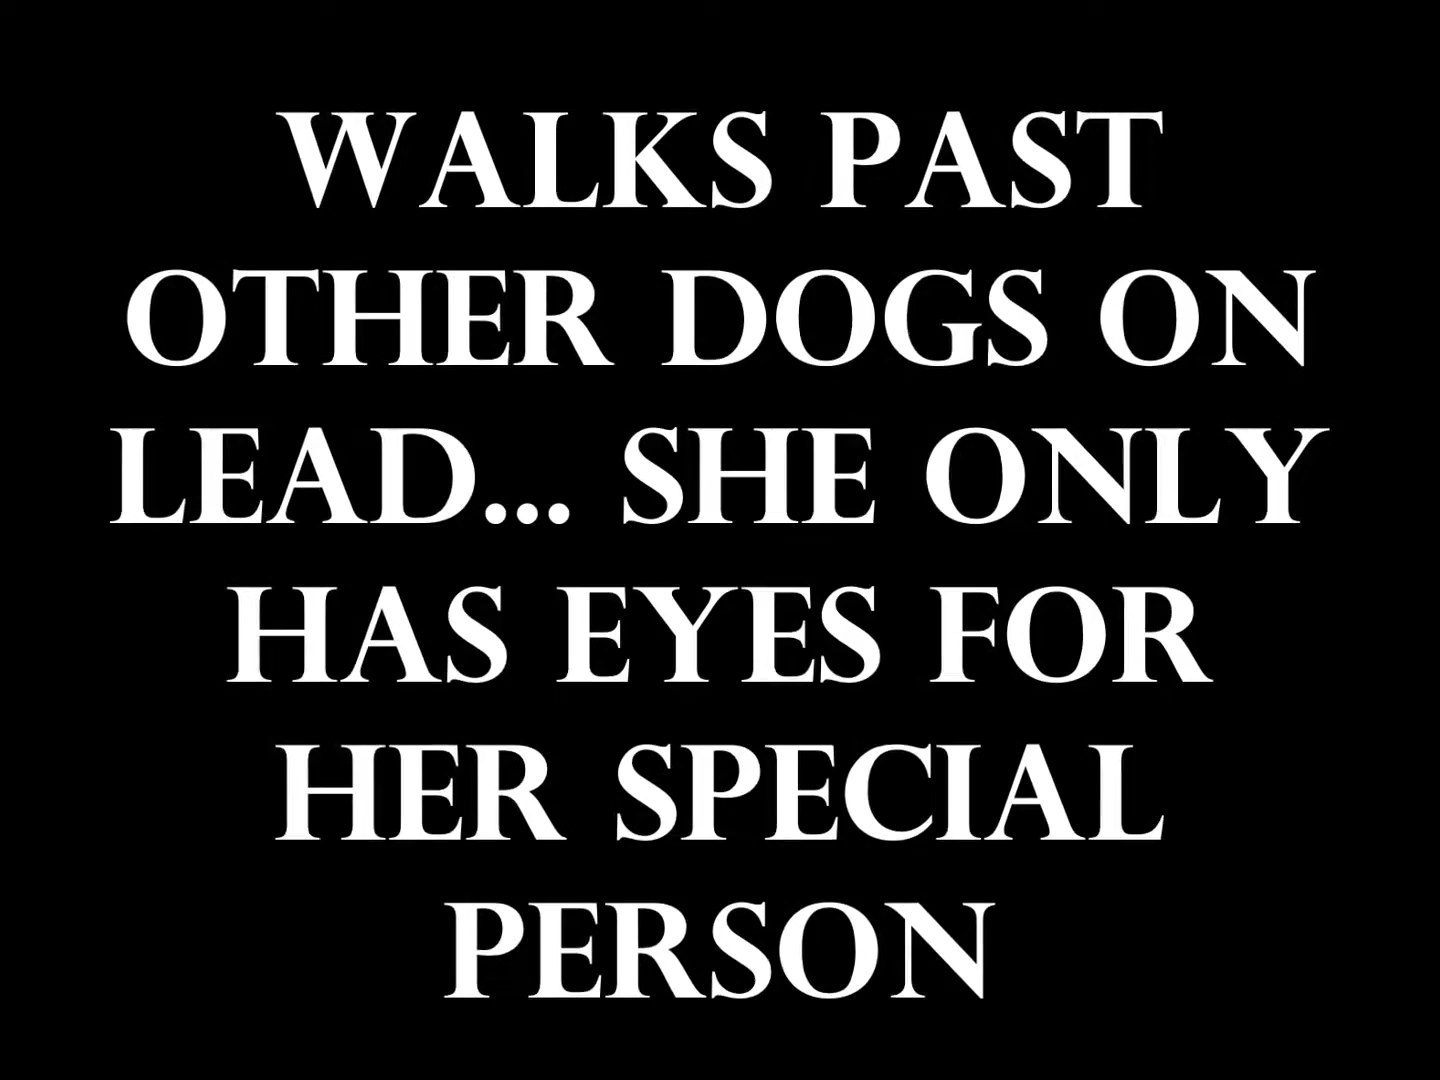 WALKS PAST
OTHER DOGS ON
LEAD... SHE ONLY
HAS EYES FOR
HER SPECIAL
PERSON